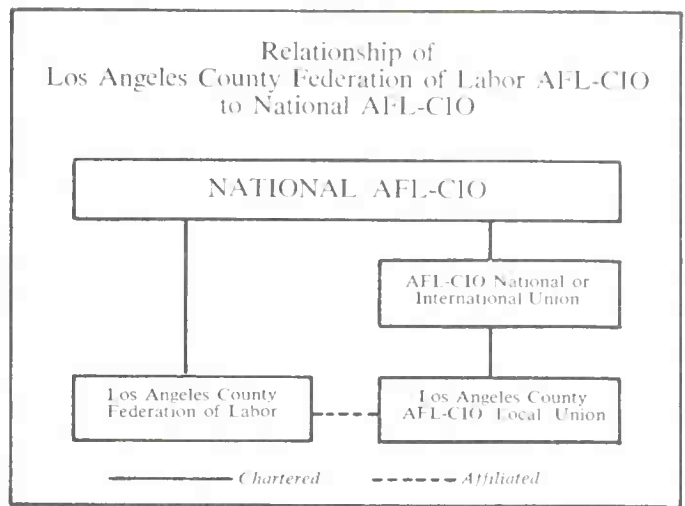 Relationship of
Los Angeles County Federation of Labor AFL-CIO
to National AFL-CIO
NATIONAL AFL-CIO
AFL-CIO National or
International Union
Los Angeles County
Federation of Labor
Los Angeles County
AFL-CIO Local Union
Chartered
Affiliated